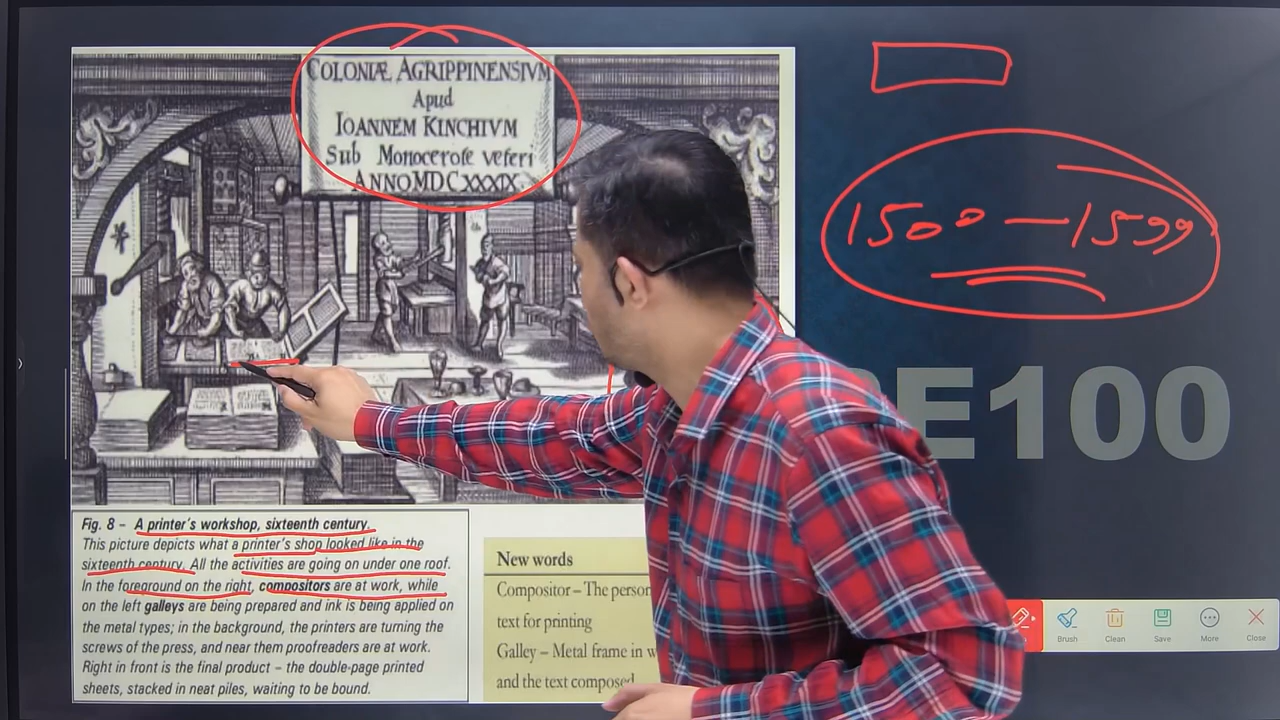 COLONIÆ AGRIPPINENSIVM
Apud
IOANNEM KINCHIVM
Sub Monocerote veteri
ANNO MDCXXXIX
1500 — 1599
E100
Fig. 8 – A printer's workshop, sixteenth century.
This picture depicts what a printer's shop looked like in the
sixteenth century. All the activities are going on under one roof.
In the foreground on the right, compositors are at work, while
on the left galleys are being prepared and ink is being applied on
the metal types; in the background, the printers are turning the
screws of the press, and near them proofreaders are at work.
Right in front is the final product – the double-page printed
sheets, stacked in neat piles, waiting to be bound.
New words
Compositor – The person
text for printing
Galley – Metal frame in
and the text composed
Brush
Clean
Save
More
Close